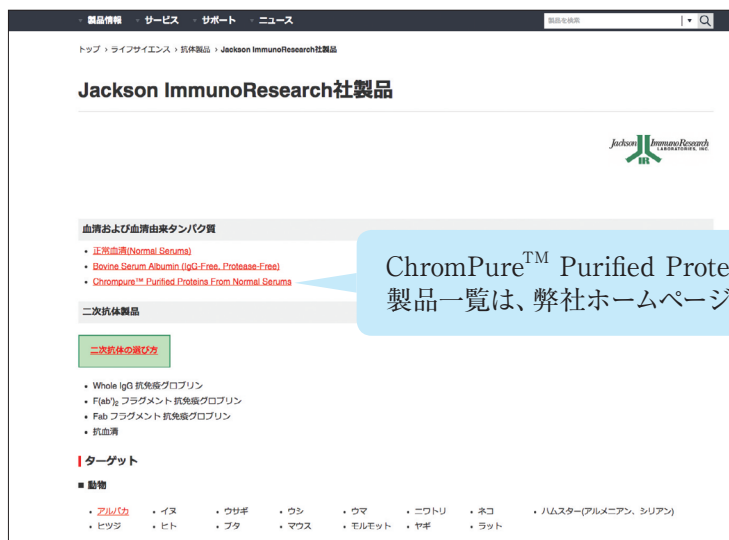 製品情報 サービス サポート ニュース 製品を検索
トップ › ライフサイエンス › 抗体製品 › Jackson ImmunoResearch社製品
Jackson ImmunoResearch社製品
Jackson ImmunoResearch
LABORATORIES, INC.
IR
血清および血清由来タンパク質
• 正常血清(Normal Serums)
• Bovine Serum Albumin (IgG-Free, Protease-Free)
• Chrompure™ Purified Proteins From Normal Serums
ChromPure™ Purified Prote
製品一覧は、弊社ホームページ
二次抗体製品
二次抗体の選び方
• Whole IgG 抗免疫グロブリン
• F(ab')₂ フラグメント 抗免疫グロブリン
• Fab フラグメント 抗免疫グロブリン
• 抗血清
ターゲット
■ 動物
• アルパカ • イヌ • ウサギ • ウシ • ウマ • ニワトリ • ネコ • ハムスター(アルメニアン、シリアン)
• ヒツジ • ヒト • ブタ • マウス • モルモット • ヤギ • ラット